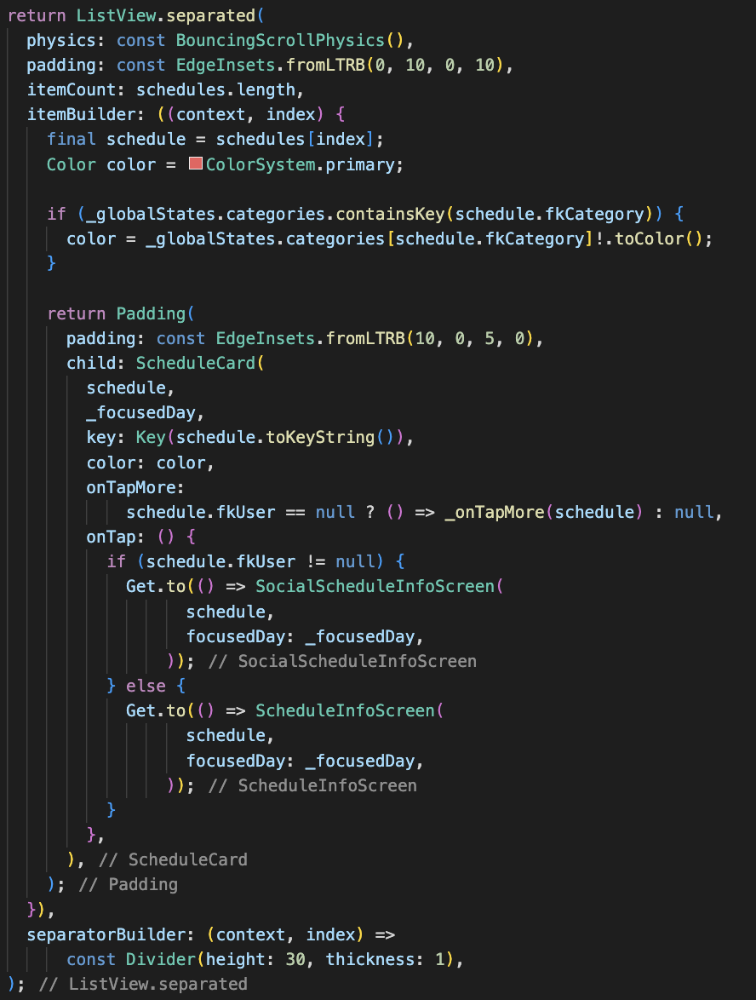 return ListView.separated(
  physics: const BouncingScrollPhysics(),
  padding: const EdgeInsets.fromLTRB(0, 10, 0, 10),
  itemCount: schedules.length,
  itemBuilder: ((context, index) {
    final schedule = schedules[index];
    Color color = ColorSystem.primary;

    if (_globalStates.categories.containsKey(schedule.fkCategory)) {
      color = _globalStates.categories[schedule.fkCategory]!.toColor();
    }

    return Padding(
      padding: const EdgeInsets.fromLTRB(10, 0, 5, 0),
      child: ScheduleCard(
        schedule,
        _focusedDay,
        key: Key(schedule.toKeyString()),
        color: color,
        onTapMore:
            schedule.fkUser == null ? () => _onTapMore(schedule) : null,
        onTap: () {
          if (schedule.fkUser != null) {
            Get.to(() => SocialScheduleInfoScreen(
                  schedule,
                  focusedDay: _focusedDay,
                )); // SocialScheduleInfoScreen
          } else {
            Get.to(() => ScheduleInfoScreen(
                  schedule,
                  focusedDay: _focusedDay,
                )); // ScheduleInfoScreen
          }
        },
      ), // ScheduleCard
    ); // Padding
  }),
  separatorBuilder: (context, index) =>
      const Divider(height: 30, thickness: 1),
); // ListView.separated